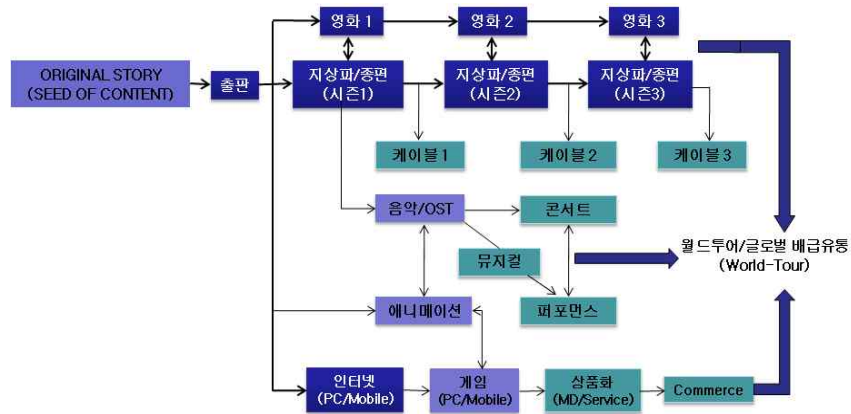 영화 1
영화 2
영화 3
ORIGINAL STORY
(SEED OF CONTENT)
출판
지상파/종편
(시즌1)
지상파/종편
(시즌2)
지상파/종편
(시즌3)
케이블 1
케이블 2
케이블 3
음악/OST
콘서트
뮤지컬
월드투어/글로벌 배급유통
(World-Tour)
애니메이션
퍼포먼스
인터넷
(PC/Mobile)
게임
(PC/Mobile)
상품화
(MD/Service)
Commerce